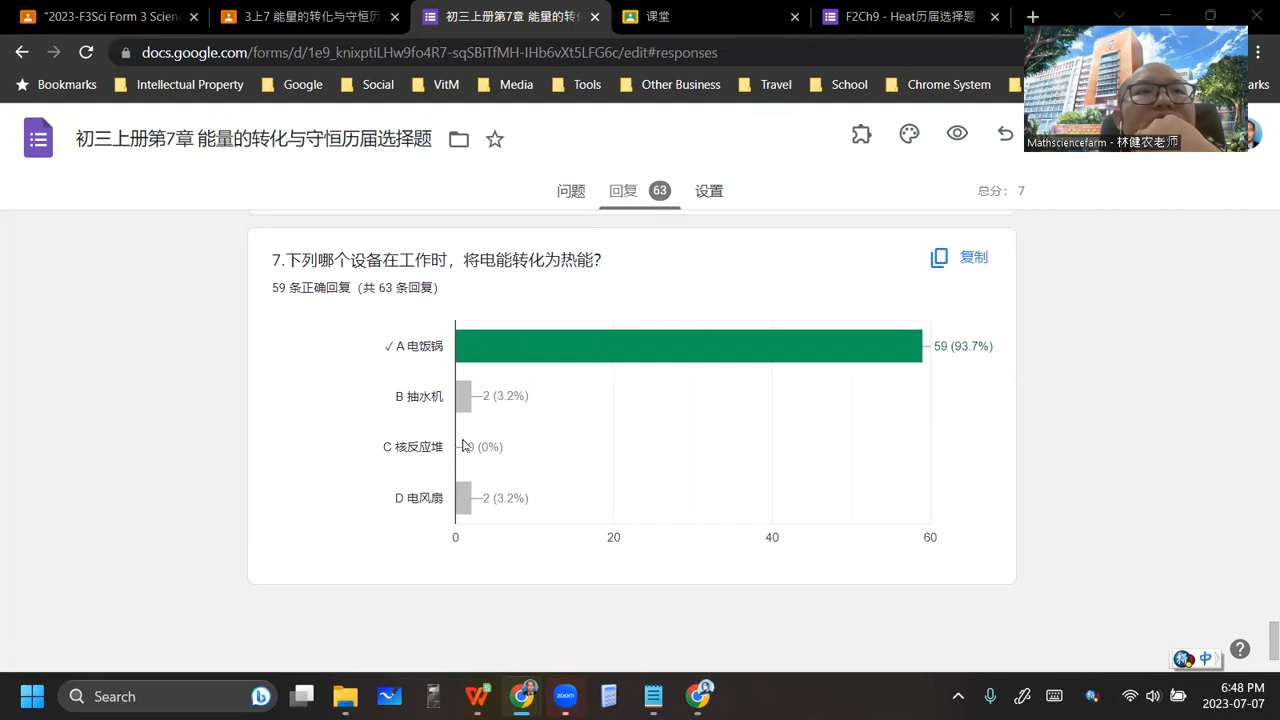 "2023-F3Sci Form 3 Scien
3上7 能量的转化与守恒历
初三上册第7章 能量的转
课堂
F2Ch9 - Heat历届选择题
docs.google.com/forms/d/1e9_
/edit#responses
Bookmarks
Intellectual Property
Google
VitM
Media
Tools
Other Business
Travel
School
Chrome System
初三上册第7章 能量的转化与守恒历届选择题
Mathsciencefarm - 林健农老师
问题
回复 63
设置
总分: 7
7.下列哪个设备在工作时，将电能转化为热能?
复制
59 条正确回复（共 63 条回复）
✓ A 电饭锅
59 (93.7%)
B 抽水机
2 (3.2%)
C 核反应堆
0 (0%)
D 电风扇
2 (3.2%)
0 20 40 60
中
Search
zoom
6:48 PM
2023-07-07